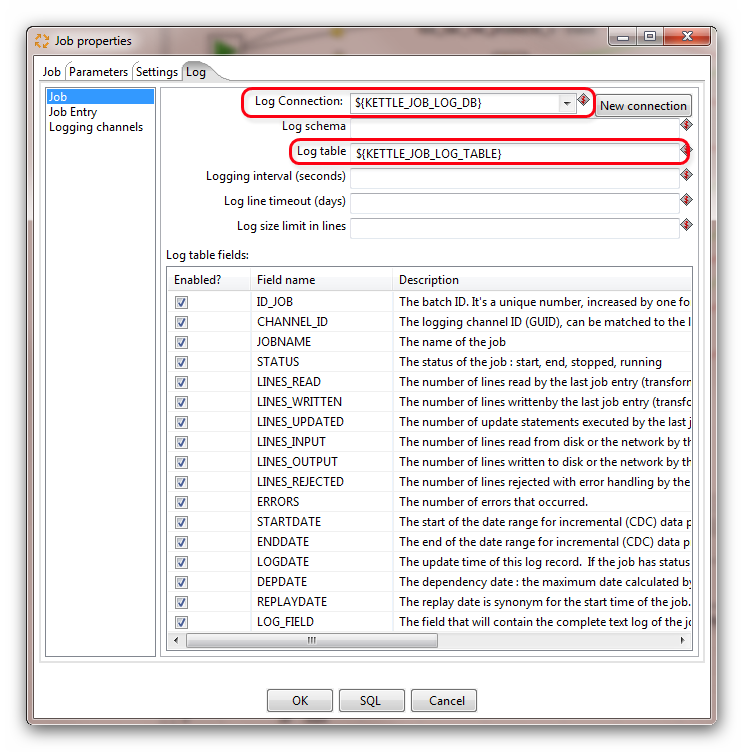 Job properties
Job Parameters Settings Log
Job
Job Entry
Logging channels
Log Connection: ${KETTLE_JOB_LOG_DB} New connection
Log schema
Log table ${KETTLE_JOB_LOG_TABLE}
Logging interval (seconds)
Log line timeout (days)
Log size limit in lines
Log table fields:
Enabled? Field name Description
ID_JOB The batch ID. It's a unique number, increased by one fo
CHANNEL_ID The logging channel ID (GUID), can be matched to the l
JOBNAME The name of the job
STATUS The status of the job : start, end, stopped, running
LINES_READ The number of lines read by the last job entry (transforr
LINES_WRITTEN The number of lines writtenby the last job entry (transf
LINES_UPDATED The number of update statements executed by the last j
LINES_INPUT The number of lines read from disk or the network by th
LINES_OUTPUT The number of lines written to disk or the network by th
LINES_REJECTED The number of lines rejected with error handling by the
ERRORS The number of errors that occurred.
STARTDATE The start of the date range for incremental (CDC) data p
ENDDATE The end of the date range for incremental (CDC) data p
LOGDATE The update time of this log record. If the job has status
DEPDATE The dependency date : the maximum date calculated by
REPLAYDATE The replay date is synonym for the start time of the job.
LOG_FIELD The field that will contain the complete text log of the jo
OK SQL Cancel